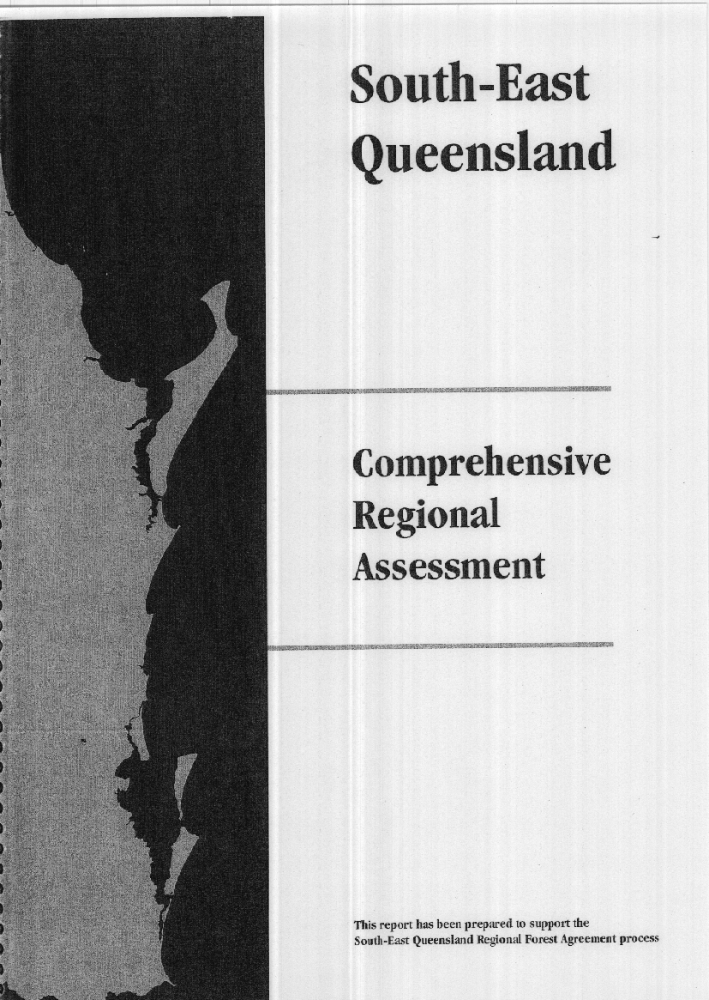 South-East
Queensland
Comprehensive
Regional
Assessment
This report has been prepared to support the
South-East Queensland Regional Forest Agreement process